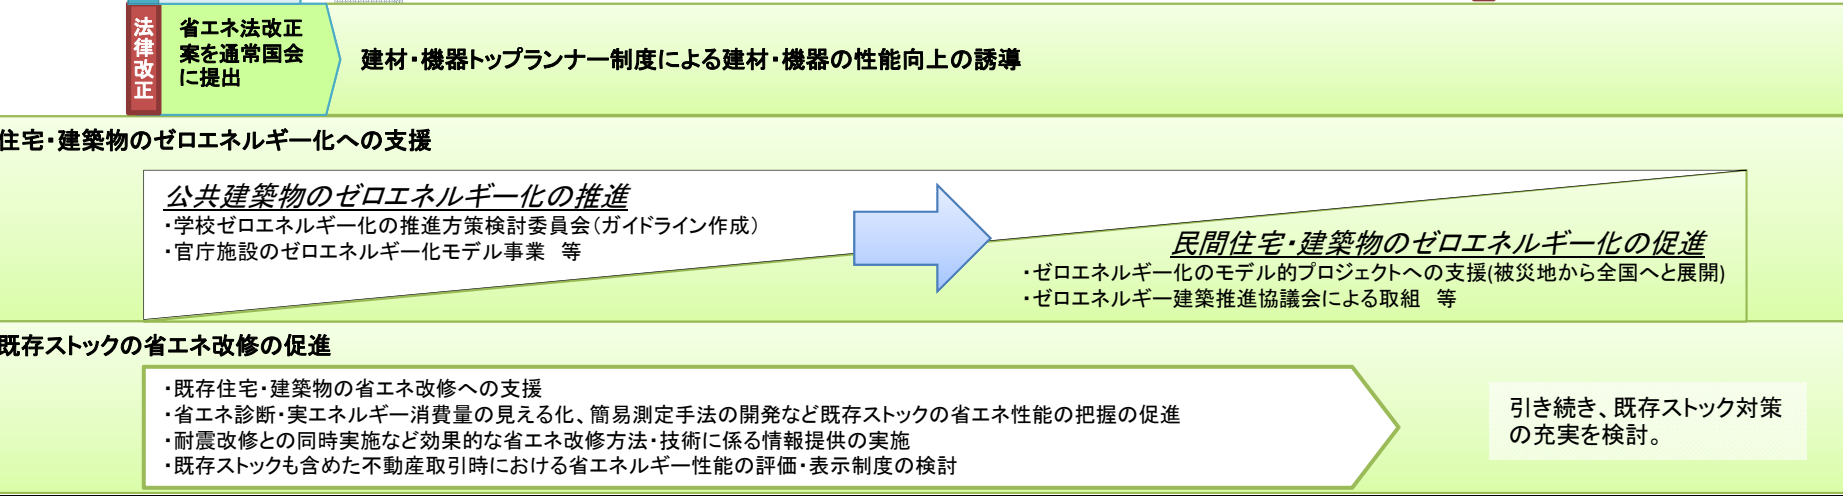 法律改正
省エネ法改正
案を通常国会
に提出
建材・機器トップランナー制度による建材・機器の性能向上の誘導
住宅・建築物のゼロエネルギー化への支援
公共建築物のゼロエネルギー化の推進
・学校ゼロエネルギー化の推進方策検討委員会（ガイドライン作成）
・官庁施設のゼロエネルギー化モデル事業　等
民間住宅・建築物のゼロエネルギー化の促進
・ゼロエネルギー化のモデル的プロジェクトへの支援(被災地から全国へと展開)
・ゼロエネルギー建築推進協議会による取組　等
既存ストックの省エネ改修の促進
・既存住宅・建築物の省エネ改修への支援
・省エネ診断・実エネルギー消費量の見える化、簡易測定手法の開発など既存ストックの省エネ性能の把握の促進
・耐震改修との同時実施など効果的な省エネ改修方法・技術に係る情報提供の実施
・既存ストックも含めた不動産取引時における省エネルギー性能の評価・表示制度の検討
引き続き、既存ストック対策
の充実を検討。